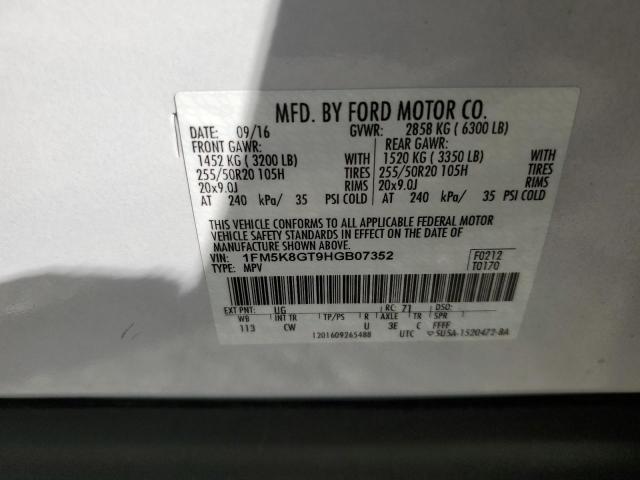 MFD. BY FORD MOTOR CO.
DATE: 09/16 GVWR: 2858 KG ( 6300 LB)
FRONT GAWR: REAR GAWR:
1452 KG ( 3200 LB) WITH 1520 KG ( 3350 LB) WITH
255/50R20 105H TIRES 255/50R20 105H TIRES
20x9.0J RIMS 20x9.0J RIMS
AT 240 kPa/ 35 PSI COLD AT 240 kPa/ 35 PSI COLD
THIS VEHICLE CONFORMS TO ALL APPLICABLE FEDERAL MOTOR
VEHICLE SAFETY STANDARDS IN EFFECT ON THE DATE OF
MANUFACTURE SHOWN ABOVE.
VIN: 1FM5K8GT9HGB07352 F0212
TYPE: MPV T0170
EXT PNT: UG RC: 71 DSO:
WB INT TR TP/PS R AXLE TR SPR
113 CW U 3E C FFFF
1201609265488 UTC SU5A-1520472-BA